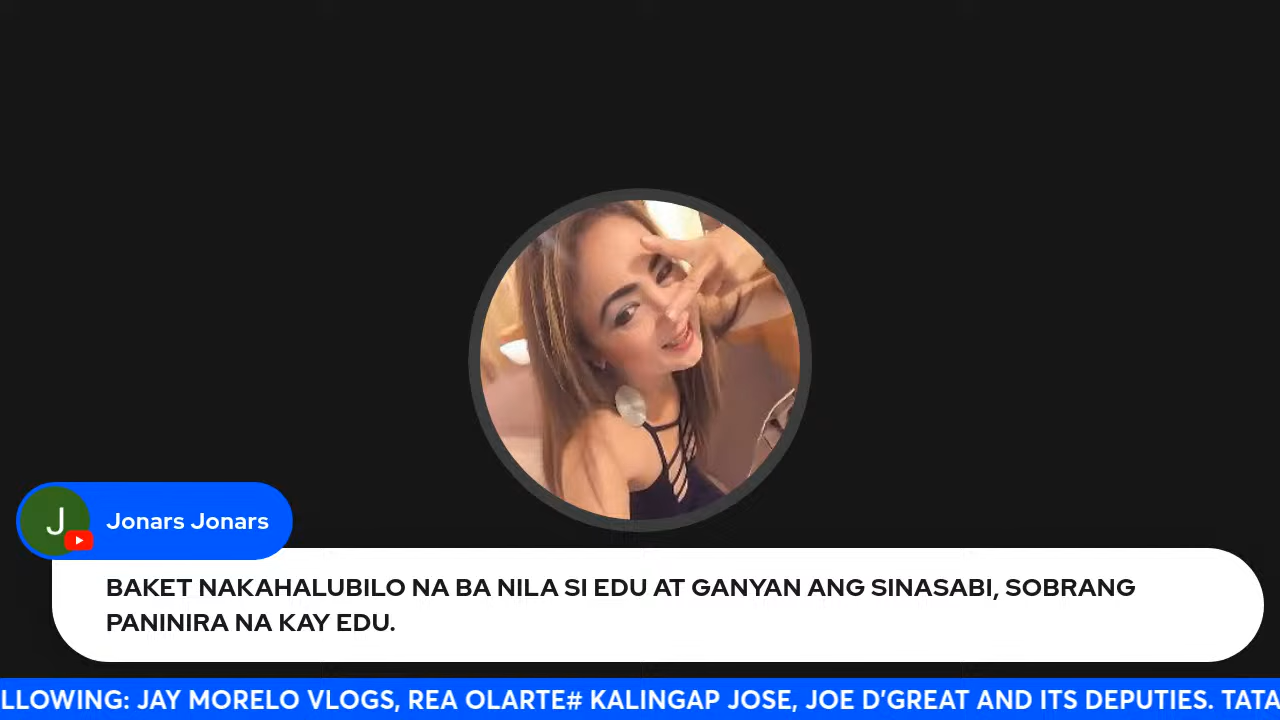 J
Jonars Jonars
BAKET NAKAHALUBILO NA BA NILA SI EDU AT GANYAN ANG SINASABI, SOBRANG
PANINIRA NA KAY EDU.
LLOWING: JAY MORELO VLOGS, REA OLARTE# KALINGAP JOSE, JOE D'GREAT AND ITS DEPUTIES. TATA